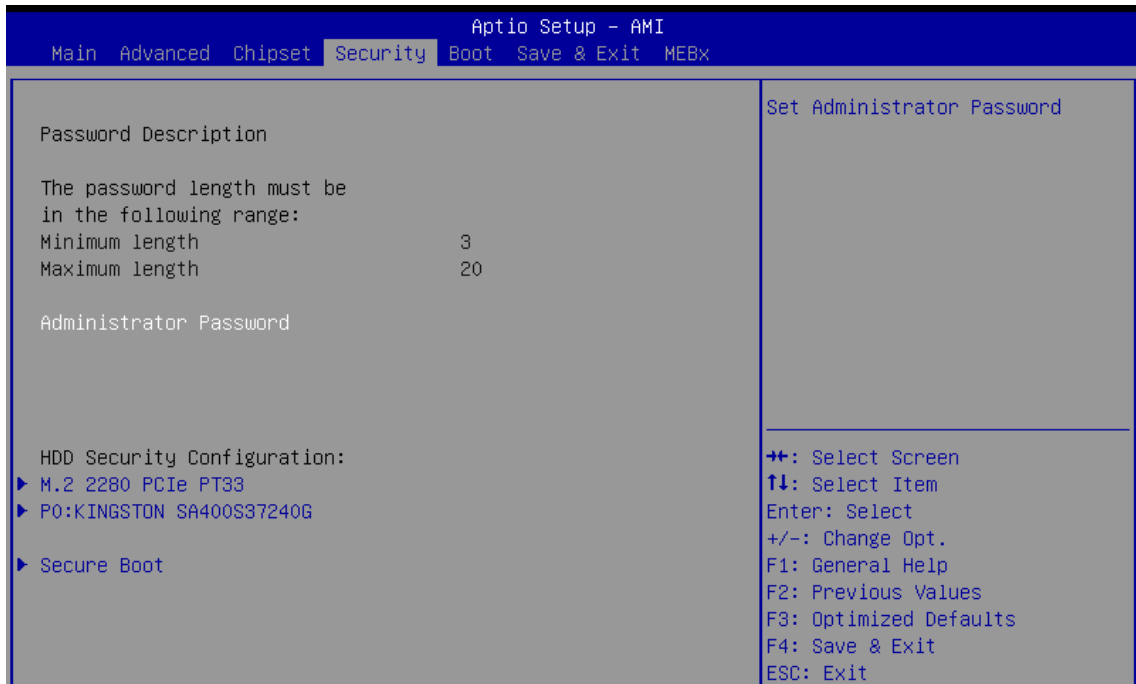 Aptio Setup – AMI
Main Advanced Chipset Security Boot Save & Exit MEBx
Password Description
The password length must be
in the following range:
Minimum length 3
Maximum length 20
Administrator Password
HDD Security Configuration:
▶ M.2 2280 PCIe PT33
▶ P0:KINGSTON SA400S37240G
▶ Secure Boot
Set Administrator Password
→←: Select Screen
↑↓: Select Item
Enter: Select
+/-: Change Opt.
F1: General Help
F2: Previous Values
F3: Optimized Defaults
F4: Save & Exit
ESC: Exit